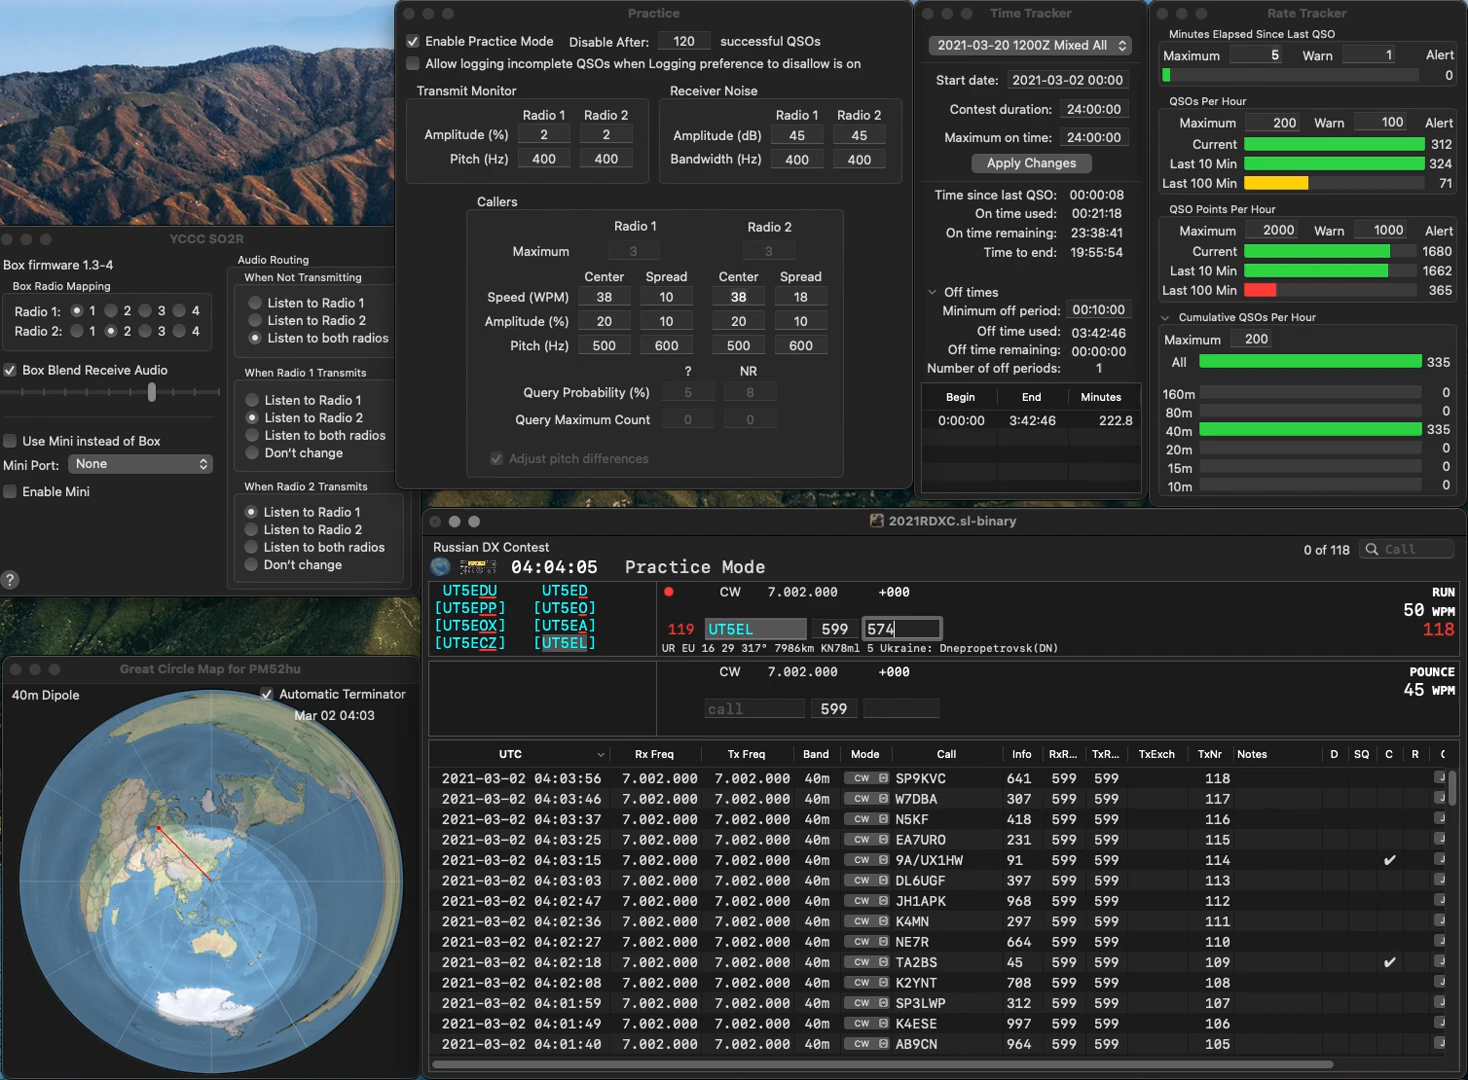 Practice
Enable Practice Mode Disable After: 120 successful QSOs
Allow logging incomplete QSOs when Logging preference to disallow is on
Transmit Monitor
Radio 1 Radio 2
Amplitude (%) 2 2
Pitch (Hz) 400 400
Receiver Noise
Radio 1 Radio 2
Amplitude (dB) 45 45
Bandwidth (Hz) 400 400
Callers
Radio 1 Radio 2
Maximum 3 3
Center Spread Center Spread
Speed (WPM) 38 10 38 18
Amplitude (%) 20 10 20 10
Pitch (Hz) 500 600 500 600
? NR
Query Probability (%) 5 8
Query Maximum Count 0 0
Adjust pitch differences
Time Tracker
2021-03-20 1200Z Mixed All
Start date: 2021-03-02 00:00
Contest duration: 24:00:00
Maximum on time: 24:00:00
Apply Changes
Time since last QSO: 00:00:08
On time used: 00:21:18
On time remaining: 23:38:41
Time to end: 19:55:54
Off times
Minimum off period: 00:10:00
Off time used: 03:42:46
Off time remaining: 00:00:00
Number of off periods: 1
Begin End Minutes
0:00:00 3:42:46 222.8
Rate Tracker
Minutes Elapsed Since Last QSO
Maximum 5 Warn 1 Alert
0
QSOs Per Hour
Maximum 200 Warn 100 Alert
Current 312
Last 10 Min 324
Last 100 Min 71
QSO Points Per Hour
Maximum 2000 Warn 1000 Alert
Current 1680
Last 10 Min 1662
Last 100 Min 365
Cumulative QSOs Per Hour
Maximum 200
All 335
160m 0
80m 0
40m 335
20m 0
15m 0
10m 0
YCCC SO2R
Box firmware 1.3-4
Box Radio Mapping
Radio 1: 1 2 3 4
Radio 2: 1 2 3 4
Box Blend Receive Audio
Use Mini instead of Box
Mini Port: None
Enable Mini
?
Audio Routing
When Not Transmitting
Listen to Radio 1
Listen to Radio 2
Listen to both radios
When Radio 1 Transmits
Listen to Radio 1
Listen to Radio 2
Listen to both radios
Don't change
When Radio 2 Transmits
Listen to Radio 1
Listen to Radio 2
Listen to both radios
Don't change
Great Circle Map for PM52hu
40m Dipole Automatic Terminator
Mar 02 04:03
2021RDXC.sl-binary
Russian DX Contest
0 of 118 Call
04:04:05 Practice Mode
UT5EDU UT5ED
[UT5EPP] [UT5EO]
[UT5EOX] [UT5EA]
[UT5ECZ] [UT5EL]
CW 7.002.000 +000 RUN
50 WPM
119 UT5EL 599 574 118
UR EU 16 29 317° 7986km KN78ml 5 Ukraine: Dnepropetrovsk(DN)
CW 7.002.000 +000 POUNCE
45 WPM
call 599
UTC Rx Freq Tx Freq Band Mode Call Info RxR... TxR... TxExch TxNr Notes D SQ C R
2021-03-02 04:03:56 7.002.000 7.002.000 40m CW SP9KVC 641 599 599 118
2021-03-02 04:03:46 7.002.000 7.002.000 40m CW W7DBA 307 599 599 117
2021-03-02 04:03:37 7.002.000 7.002.000 40m CW N5KF 418 599 599 116
2021-03-02 04:03:25 7.002.000 7.002.000 40m CW EA7URO 231 599 599 115
2021-03-02 04:03:15 7.002.000 7.002.000 40m CW 9A/UX1HW 91 599 599 114 ✔
2021-03-02 04:03:03 7.002.000 7.002.000 40m CW DL6UGF 397 599 599 113
2021-03-02 04:02:47 7.002.000 7.002.000 40m CW JH1APK 968 599 599 112
2021-03-02 04:02:36 7.002.000 7.002.000 40m CW K4MN 297 599 599 111
2021-03-02 04:02:27 7.002.000 7.002.000 40m CW NE7R 664 599 599 110
2021-03-02 04:02:18 7.002.000 7.002.000 40m CW TA2BS 45 599 599 109 ✔
2021-03-02 04:02:08 7.002.000 7.002.000 40m CW K2YNT 708 599 599 108
2021-03-02 04:01:59 7.002.000 7.002.000 40m CW SP3LWP 312 599 599 107
2021-03-02 04:01:49 7.002.000 7.002.000 40m CW K4ESE 997 599 599 106
2021-03-02 04:01:40 7.002.000 7.002.000 40m CW AB9CN 964 599 599 105